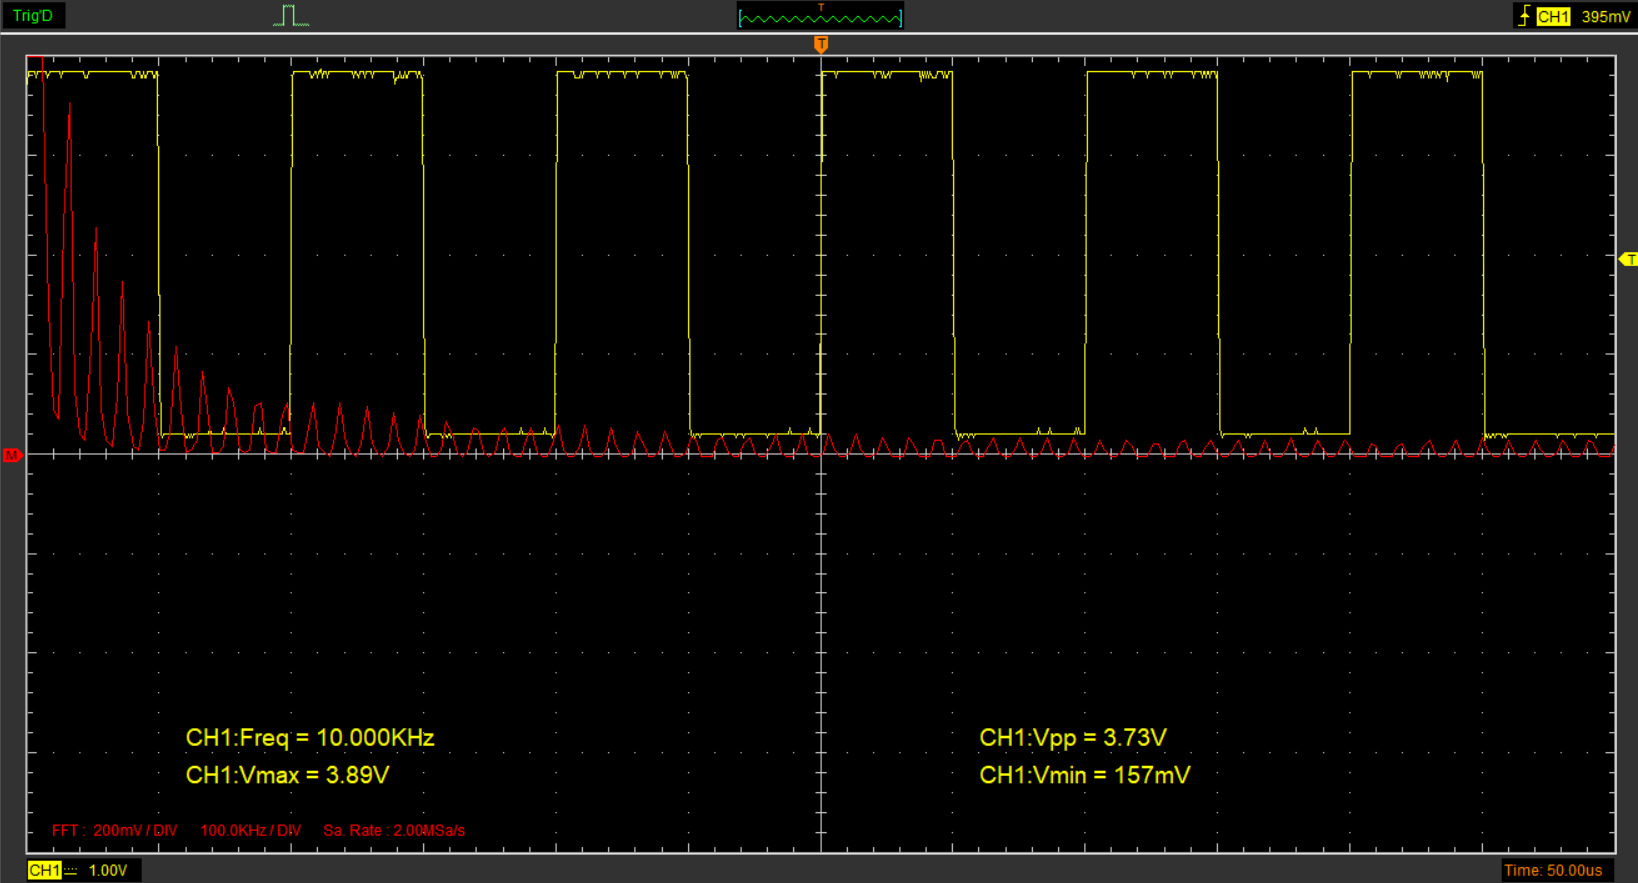 Trig'D
T
CH1 395mV
T
T
M
CH1:Freq = 10.000KHz
CH1:Vpp = 3.73V
CH1:Vmax = 3.89V
CH1:Vmin = 157mV
FFT : 200mV / DIV 100.0KHz / DIV Sa. Rate : 2.00MSa/s
CH1 1.00V
Time: 50.00us